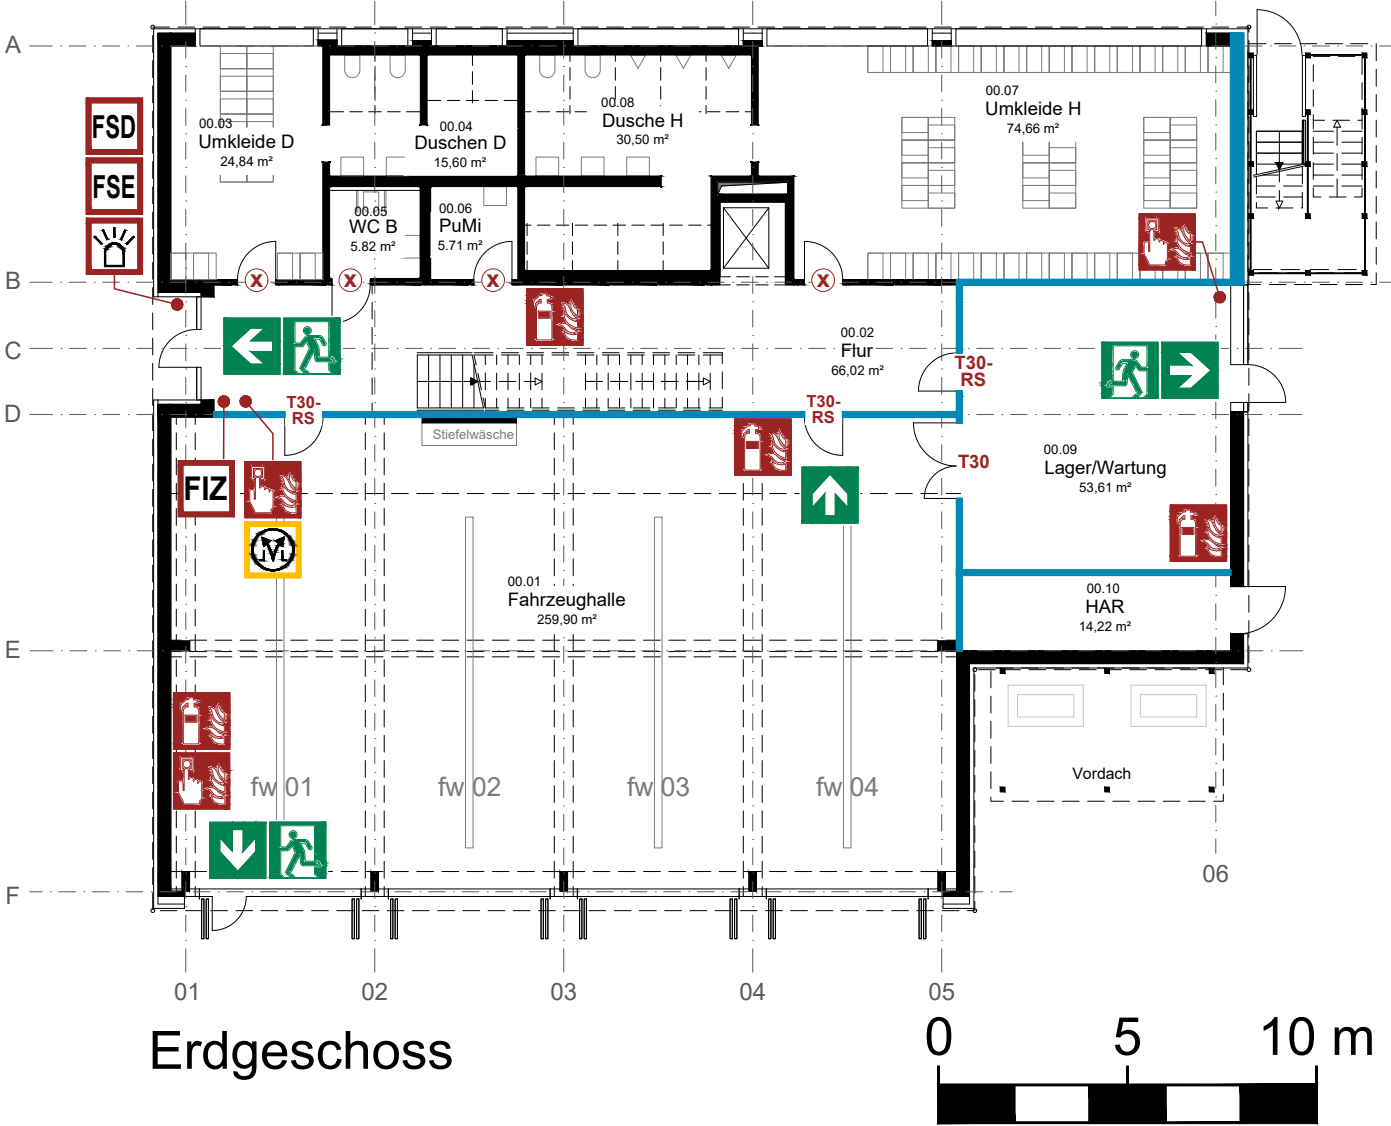 A
00.03
Umkleide D
24,84 m²
00.04
Duschen D
15,60 m²
00.08
Dusche H
30,50 m²
00.07
Umkleide H
74,66 m²
FSD
FSE
00.05
WC B
5.82 m²
00.06
PuMi
5.71 m²
B
X
X
X
X
C
00.02
Flur
66,02 m²
T30-
RS
D
T30-
RS
T30-
RS
Stiefelwäsche
T30
00.09
Lager/Wartung
53,61 m²
FIZ
00.01
Fahrzeughalle
259,90 m²
00.10
HAR
14,22 m²
E
fw 01
fw 02
fw 03
fw 04
Vordach
06
F
01
02
03
04
05
Erdgeschoss
0
5
10 m